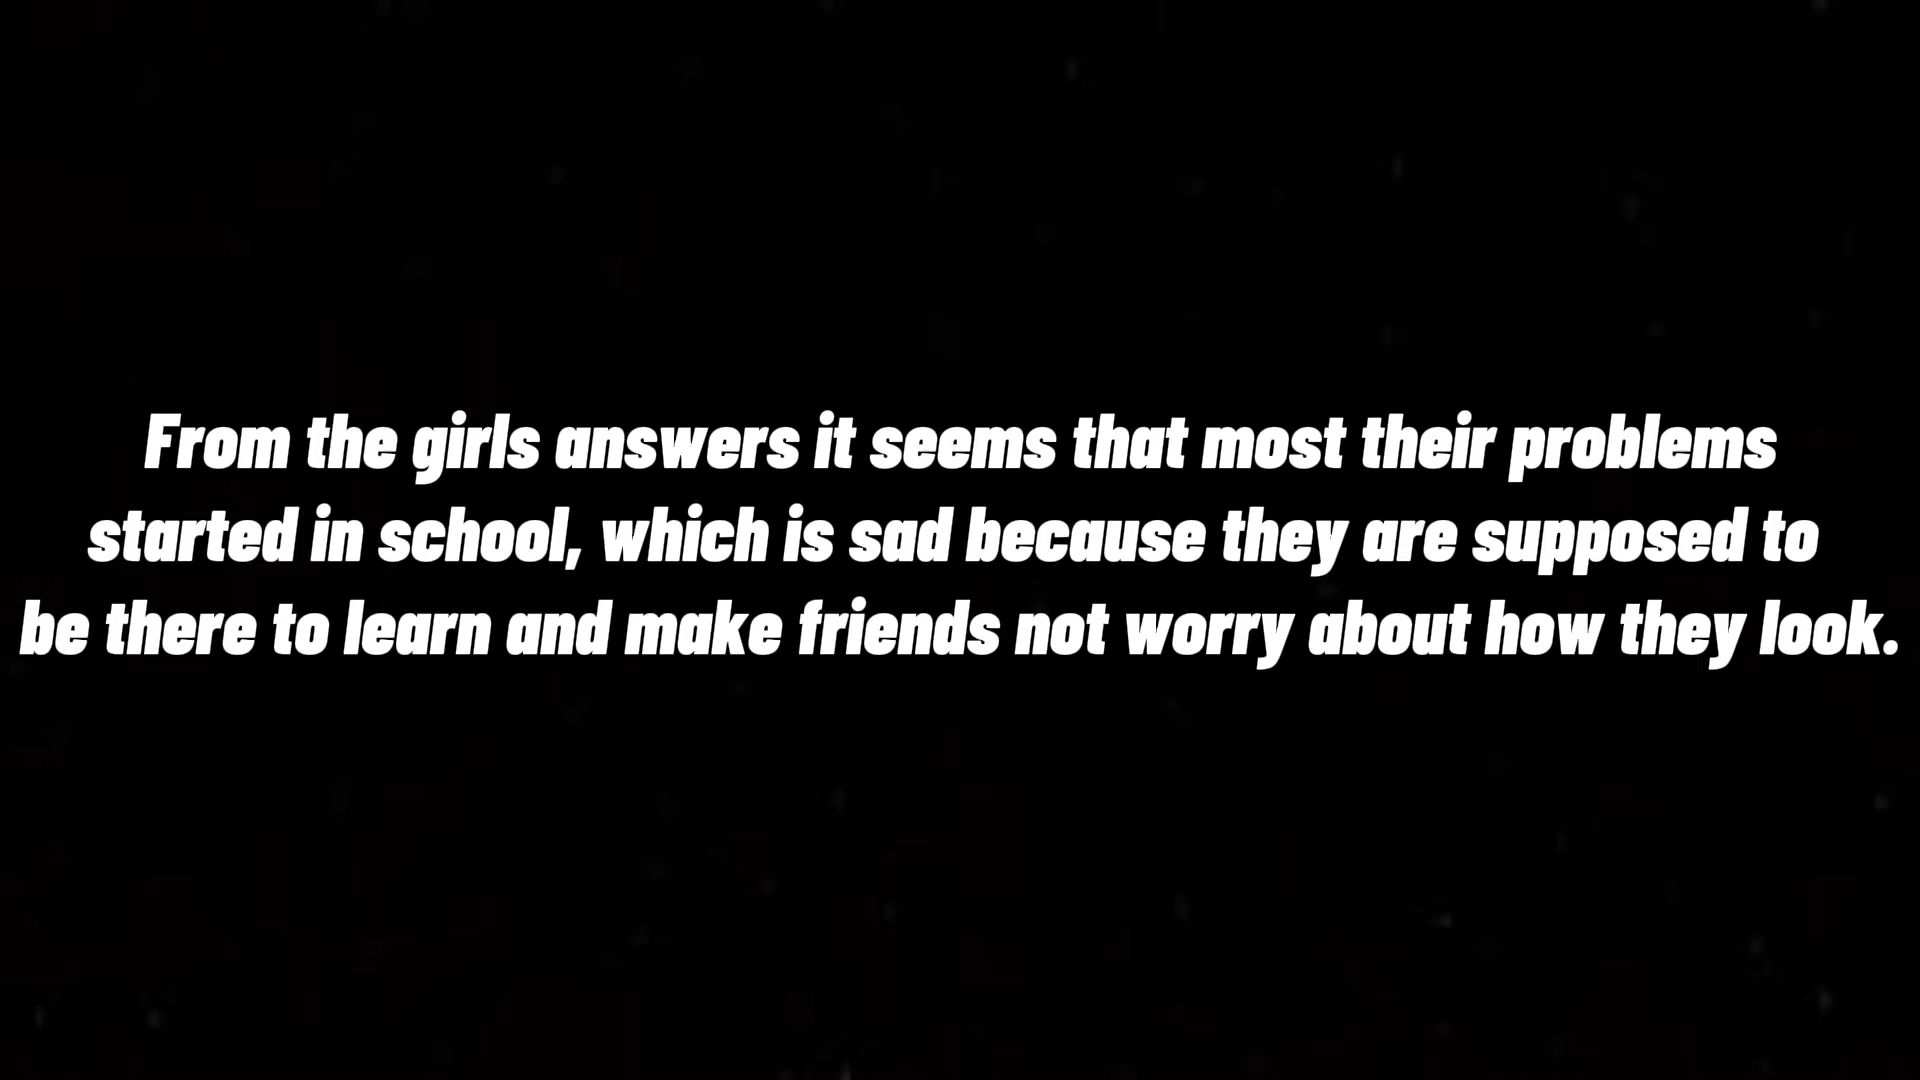 From the girls answers it seems that most their problems
started in school, which is sad because they are supposed to
be there to learn and make friends not worry about how they look.